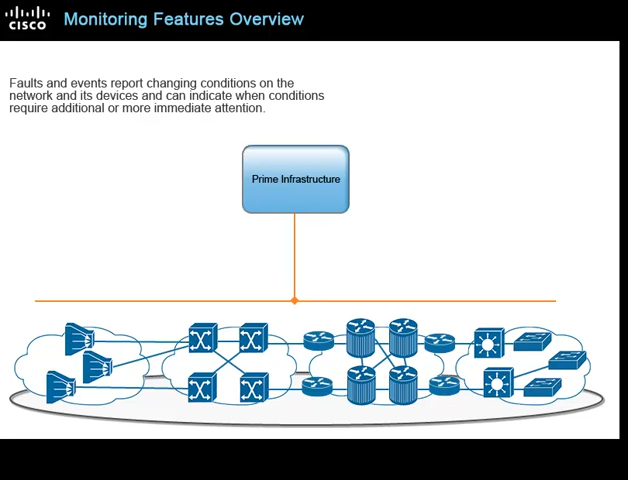 CISCO
Monitoring Features Overview
Faults and events report changing conditions on the
network and its devices and can indicate when conditions
require additional or more immediate attention.
Prime Infrastructure